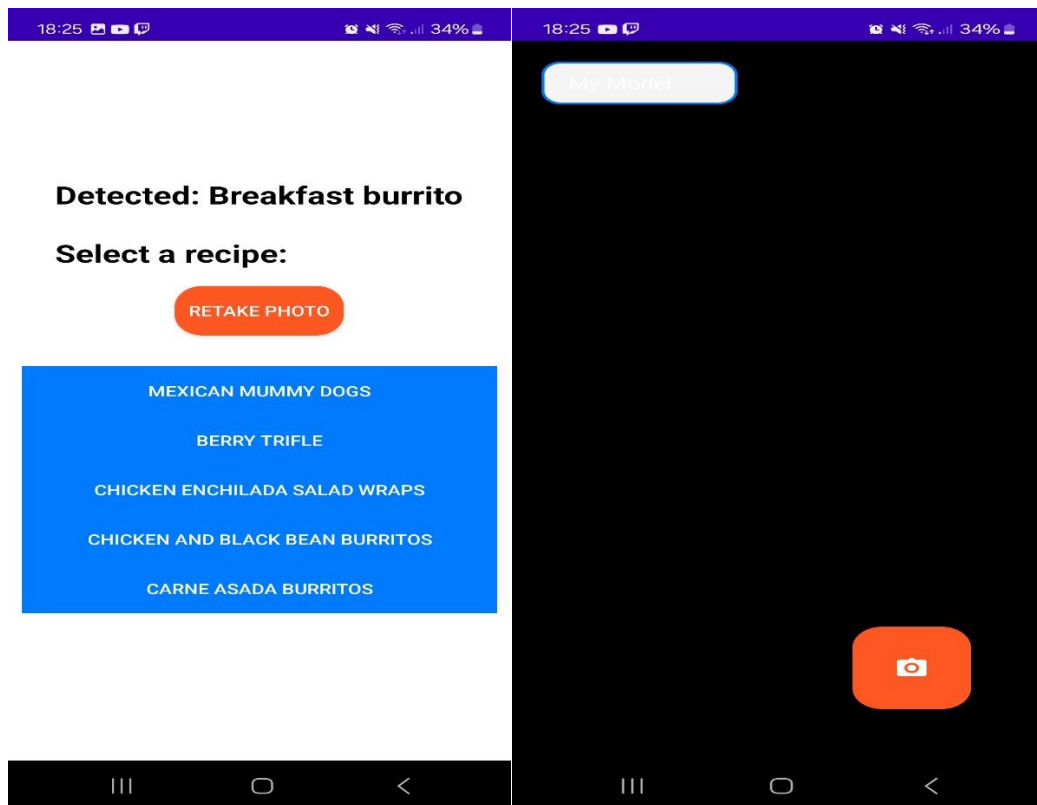 18:25
34%
Detected: Breakfast burrito
Select a recipe:
RETAKE PHOTO
MEXICAN MUMMY DOGS
BERRY TRIFLE
CHICKEN ENCHILADA SALAD WRAPS
CHICKEN AND BLACK BEAN BURRITOS
CARNE ASADA BURRITOS
18:25
34%
My Model